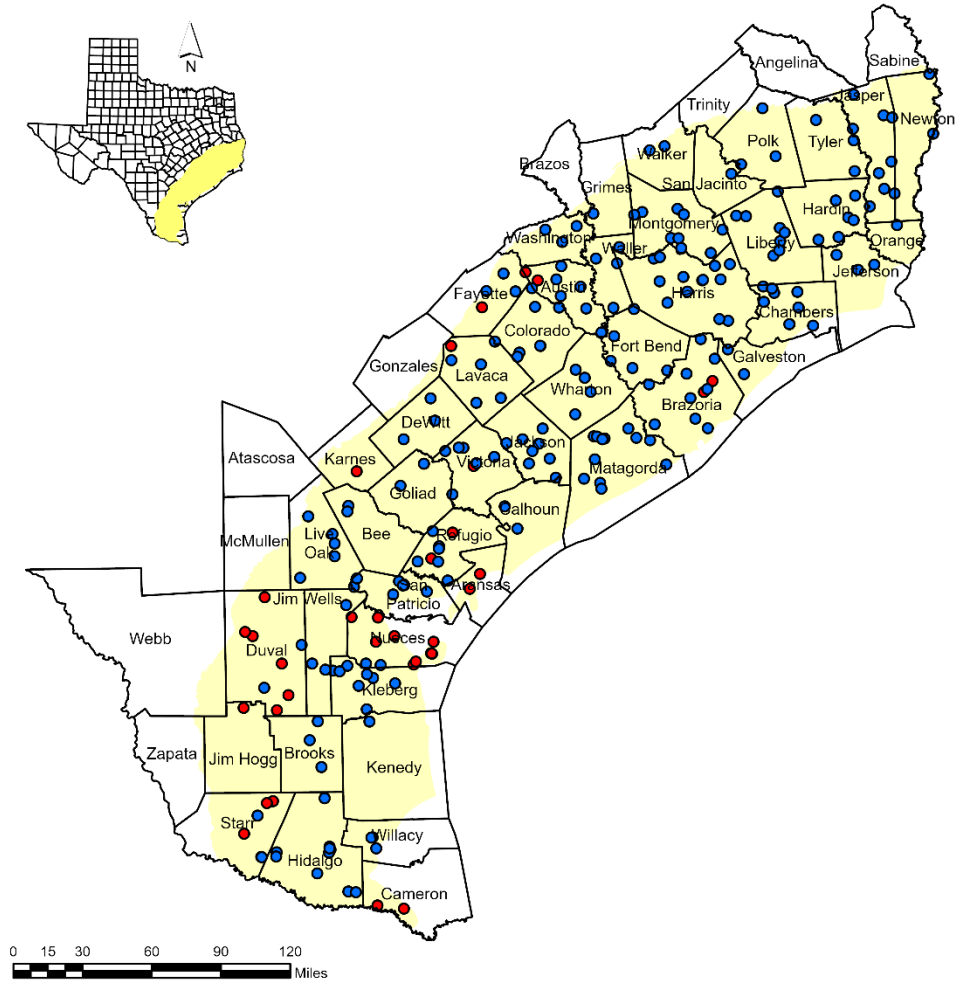 N
Angelina
Sabine
Trinity
Jasper
Newton
Polk
Tyler
Brazos
Walker
San Jacinto
Grimes
Hardin
Montgomery
Washington
Liberty
Orange
Waller
Jefferson
Austin
Harris
Fayette
Chambers
Colorado
Fort Bend
Galveston
Gonzales
Lavaca
Wharton
Brazoria
DeWitt
Jackson
Atascosa
Karnes
Victoria
Matagorda
Goliad
Calhoun
McMullen
Live
Oak
Bee
Refugio
Aransas
San
Patricio
Jim Wells
Webb
Duval
Nueces
Kleberg
Zapata
Jim Hogg
Brooks
Kenedy
Starr
Willacy
Hidalgo
Cameron
0 15 30 60 90 120
Miles